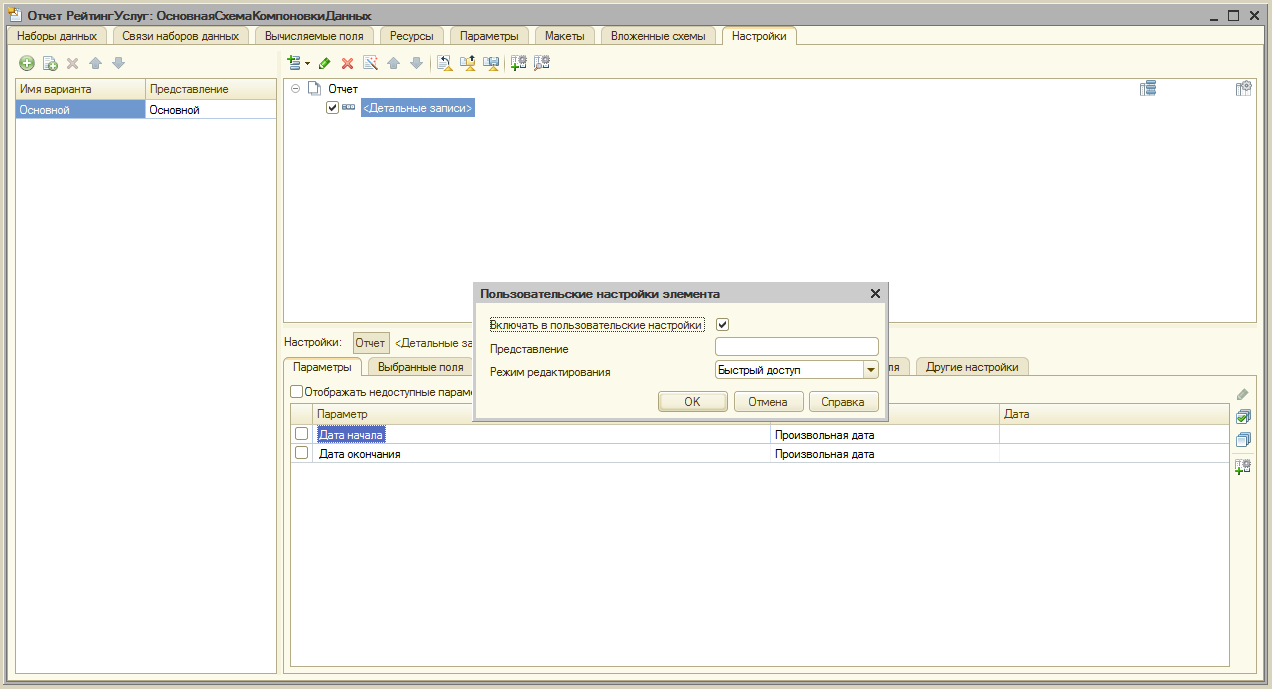 Отчет РейтингУслуг: ОсновнаяСхемаКомпоновкиДанных
Наборы данных Связи наборов данных Вычисляемые поля Ресурсы Параметры Макеты Вложенные схемы Настройки
Имя варианта Представление
Основной Основной
Отчет
<Детальные записи>
Пользовательские настройки элемента
Включать в пользовательские настройки
Представление
Режим редактирования Быстрый доступ
OK Отмена Справка
Настройки: Отчет <Детальные за
Параметры Выбранные поля ля Другие настройки
Отображать недоступные парам
Параметр Дата
Дата начала Произвольная дата
Дата окончания Произвольная дата